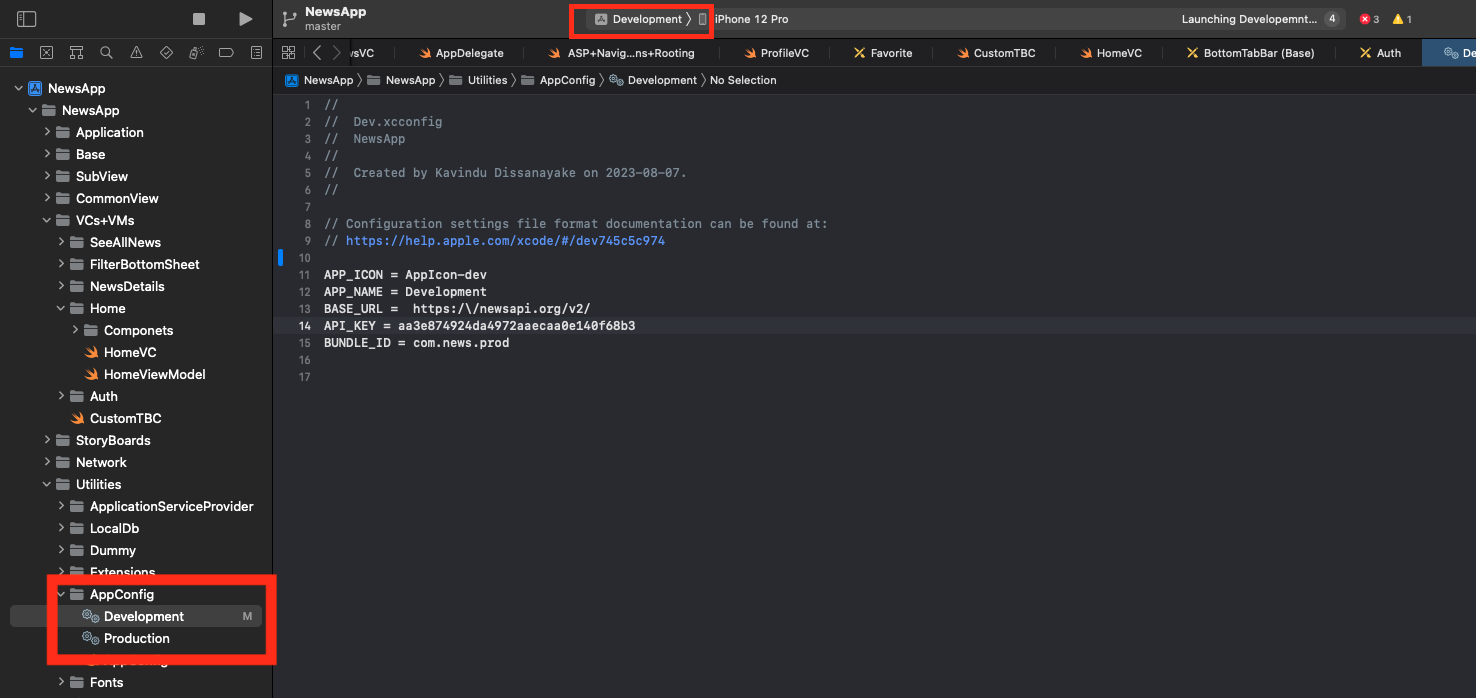 NewsApp
master
Development
iPhone 12 Pro
Launching Developemnt...
4
3
1
wsVC
AppDelegate
ASP+Navig...ns+Rooting
ProfileVC
Favorite
CustomTBC
HomeVC
BottomTabBar (Base)
Auth
De
NewsApp
NewsApp
Utilities
AppConfig
Development
No Selection
NewsApp
NewsApp
Application
Base
SubView
CommonView
VCs+VMs
SeeAllNews
FilterBottomSheet
NewsDetails
Home
Componets
HomeVC
HomeViewModel
Auth
CustomTBC
StoryBoards
Network
Utilities
ApplicationServiceProvider
LocalDb
Dummy
Extensions
AppConfig
Development M
Production
Fonts
1 //
2 // Dev.xcconfig
3 // NewsApp
4 //
5 // Created by Kavindu Dissanayake on 2023-08-07.
6 //
7
8 // Configuration settings file format documentation can be found at:
9 // https://help.apple.com/xcode/#/dev745c5c974
10
11 APP_ICON = AppIcon-dev
12 APP_NAME = Development
13 BASE_URL = https:/\/newsapi.org/v2/
14 API_KEY = aa3e874924da4972aaecaa0e140f68b3
15 BUNDLE_ID = com.news.prod
16
17